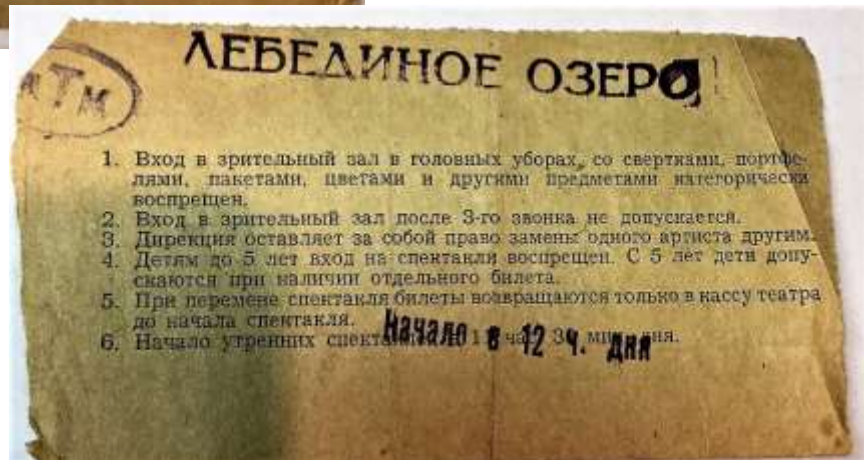 ЛЕБЕДИНОЕ ОЗЕРО
1. Вход в зрительный зал в головных уборах, со свертками, портфе-
лями, пакетами, цветами и другими предметами категорически
воспрещен.
2. Вход в зрительный зал после 3-го звонка не допускается.
3. Дирекция оставляет за собой право замены одного артиста другим.
4. Детям до 5 лет вход на спектакли воспрещен. С 5 лет дети допу-
скаются при наличии отдельного билета.
5. При перемене спектакля билеты возвращаются только в кассу театра
до начала спектакля.
Начало в 12 ч. дня
6. Начало утренних